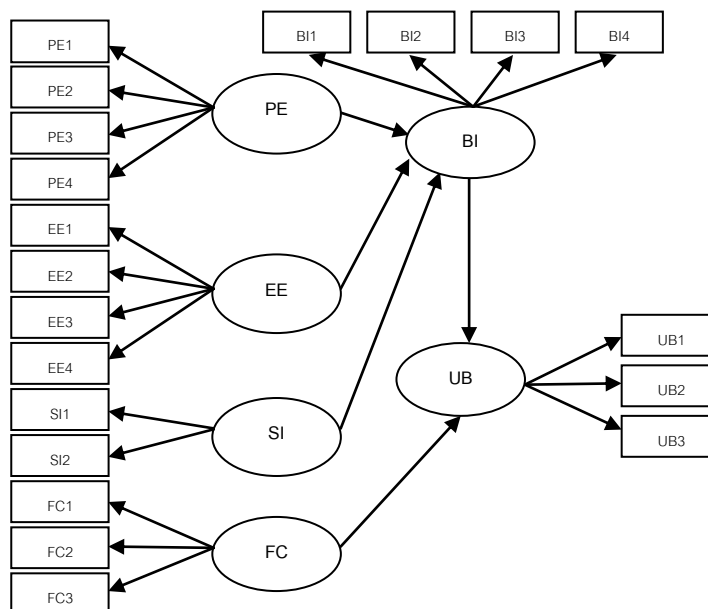 BI1
BI2
BI3
BI4
PE1
PE2
PE3
PE4
PE
BI
EE1
EE2
EE3
EE4
EE
UB
UB1
UB2
UB3
SI1
SI2
SI
FC1
FC2
FC3
FC